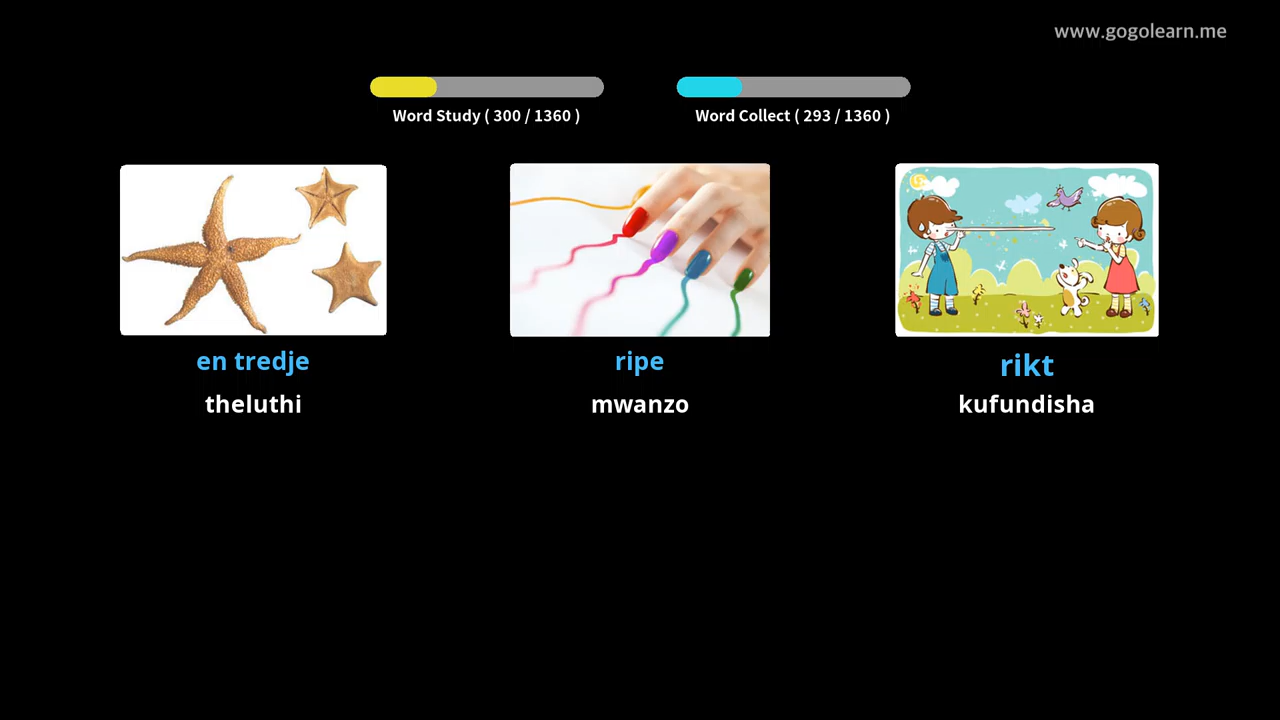 www.gogolearn.me
Word Study ( 300 / 1360 )
Word Collect ( 293 / 1360 )
en tredje
ripe
rikt
theluthi
mwanzo
kufundisha